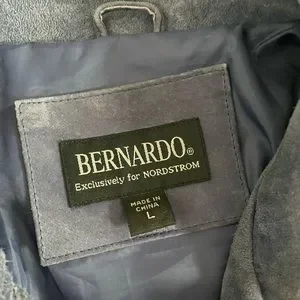 BERNARDO®
Exclusively for NORDSTROM
MADE IN
CHINA
L